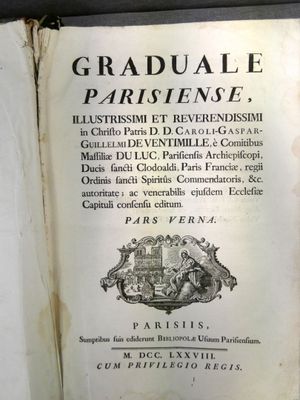 GRADUALE
PARISIENSE,
ILLUSTRISSIMI ET REVERENDISSIMI
in Christo Patris D. D. CAROLI-GASPAR-
GUILLELMI DE VENTIMILLE, è Comitibus
Massiliæ DU LUC, Parisiensis Archiepiscopi,
Ducis sancti Clodoaldi, Paris Franciæ, regii
Ordinis sancti Spiritûs Commendatoris, &c.
autoritate; ac venerabilis ejusdem Ecclesiæ
Capituli consensu editum.
PARS VERNA.
PARISIIS,
Sumptibus suis ediderunt BIBLIOPOLÆ Usuum Parisiensium.
M. DCC. LXXVIII.
CUM PRIVILEGIO REGIS.